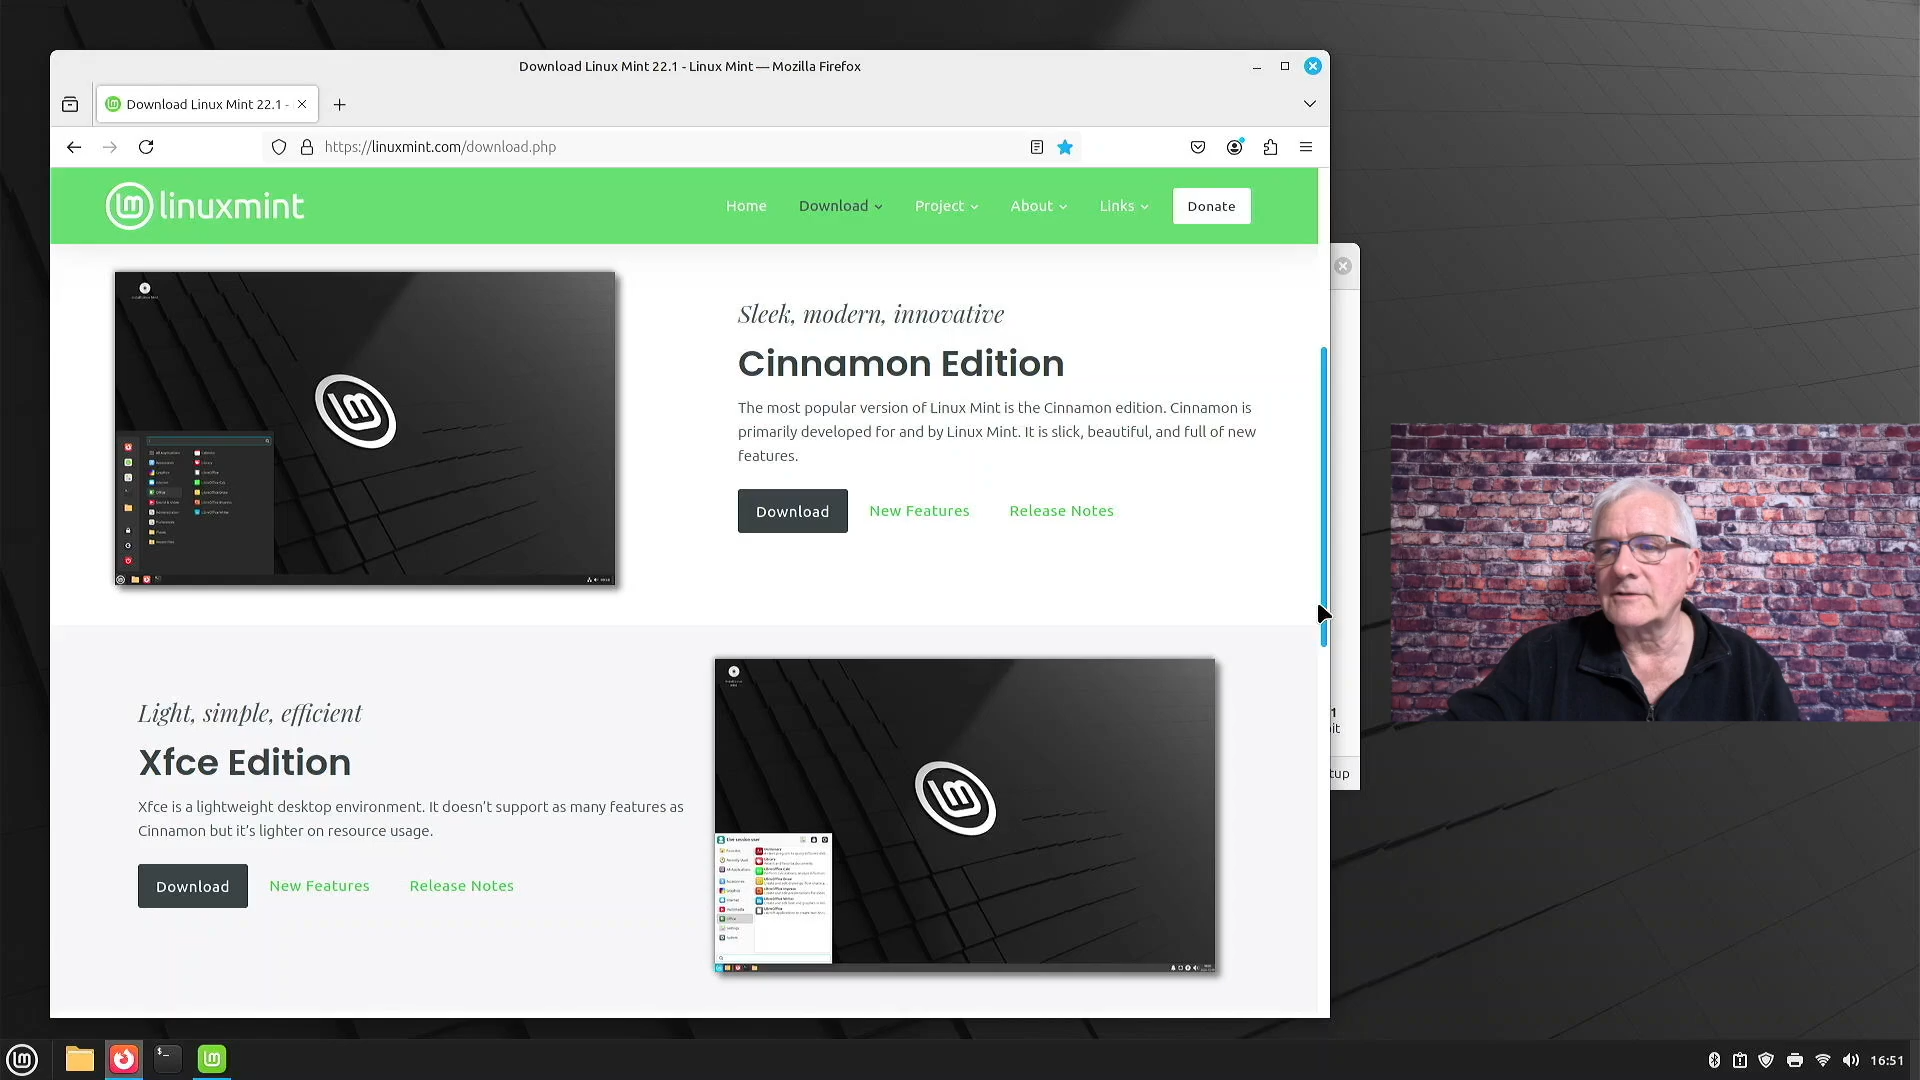 Download Linux Mint 22.1 - Linux Mint — Mozilla Firefox
Download Linux Mint 22.1 -
https://linuxmint.com/download.php
linuxmint
Home
Download
Project
About
Links
Donate
Sleek, modern, innovative
Cinnamon Edition
The most popular version of Linux Mint is the Cinnamon edition. Cinnamon is
primarily developed for and by Linux Mint. It is slick, beautiful, and full of new
features.
Download
New Features
Release Notes
Light, simple, efficient
Xfce Edition
Xfce is a lightweight desktop environment. It doesn’t support as many features as
Cinnamon but it’s lighter on resource usage.
Download
New Features
Release Notes
1
it
tup
16:51